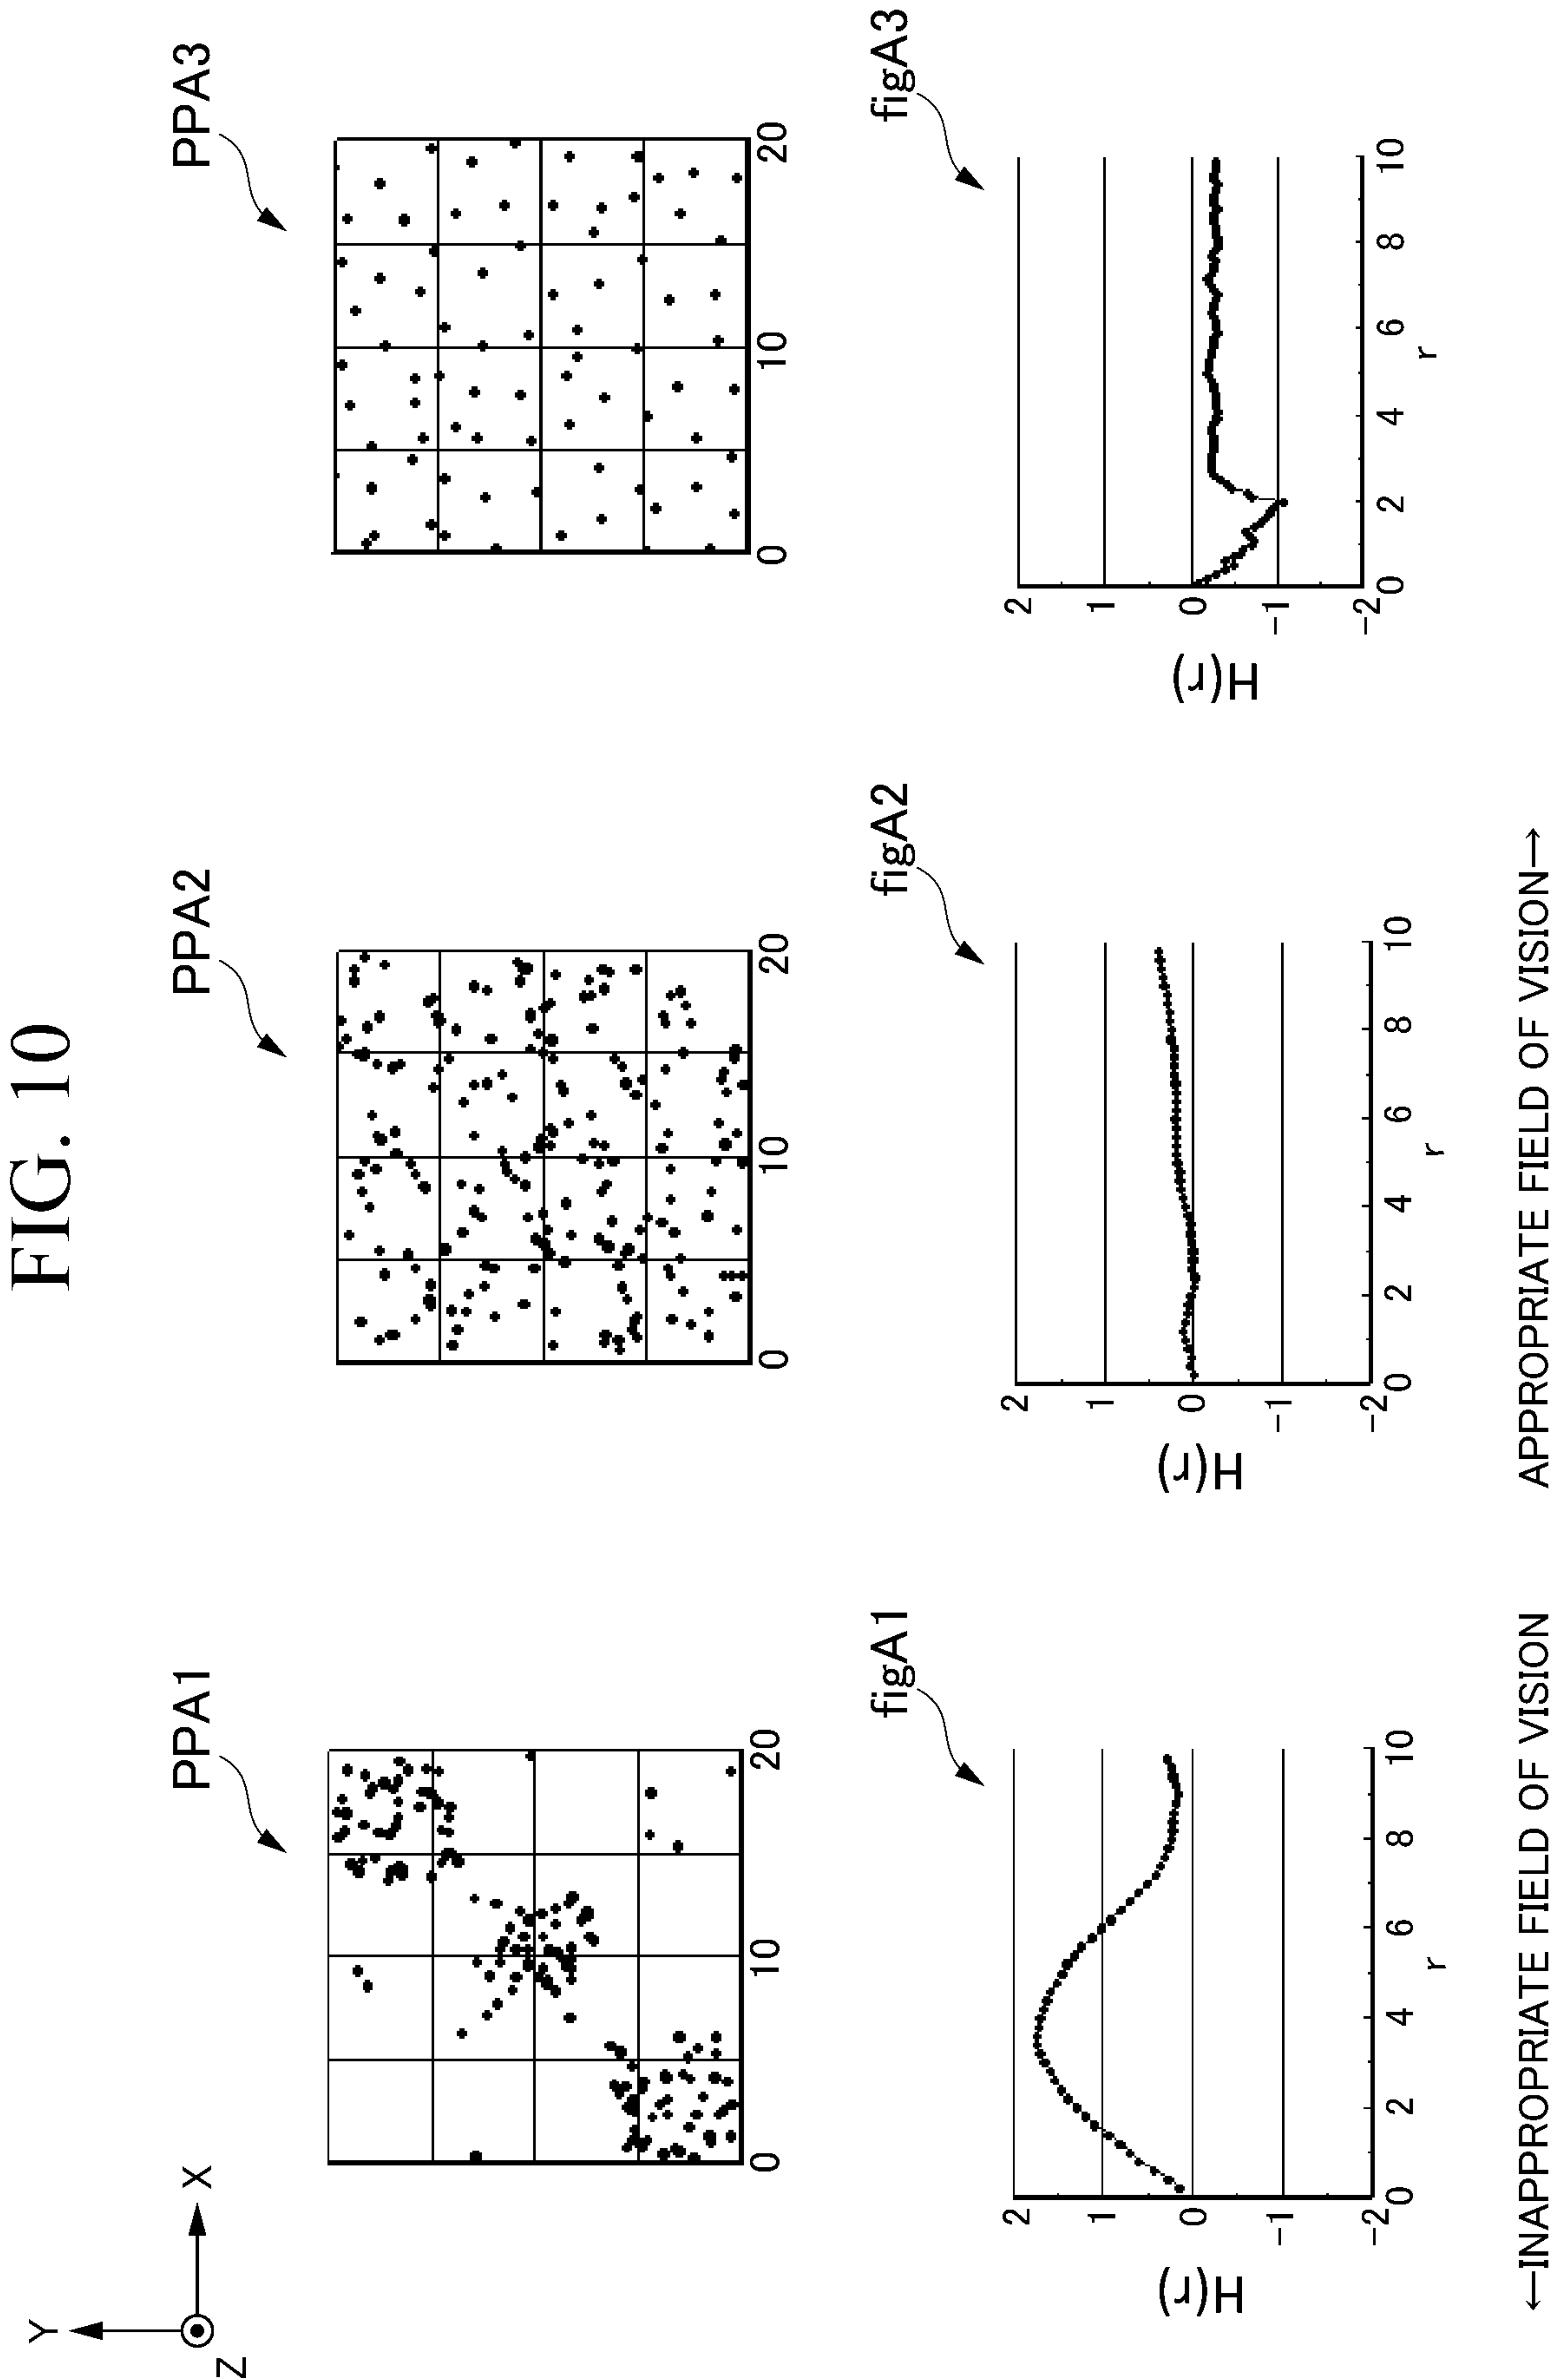 FIG. 10
Y
X
Z
PPA1
PPA2
PPA3
0 10 20
0 10 20
0 10 20
figA1
figA2
figA3
H(r)
2
1
0
-1
-2
0 2 4 6 8 10
r
H(r)
2
1
0
-1
-2
0 2 4 6 8 10
r
H(r)
2
1
0
-1
-2
0 2 4 6 8 10
r
←INAPPROPRIATE FIELD OF VISION APPROPRIATE FIELD OF VISION→